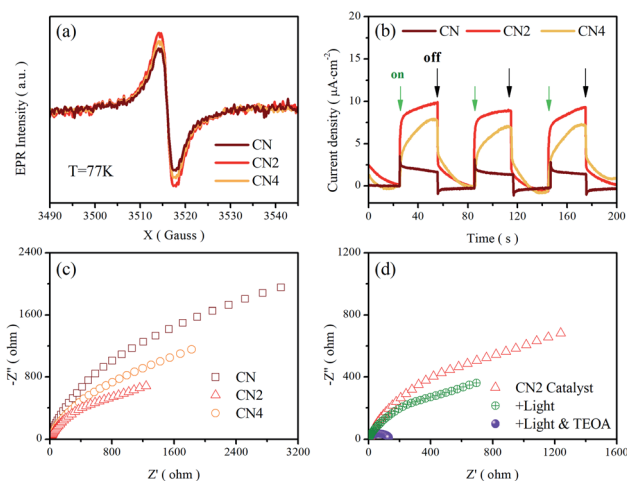 (a)
EPR Intensity ( a.u. )
T=77K
CN
CN2
CN4
3490 3500 3510 3520 3530 3540
X ( Gauss )
(b)
CN CN2 CN4
Current density ( μA·cm⁻² )
20
15
10
5
0
on
off
0 40 80 120 160 200
Time ( s )
(c)
-Z'' ( ohm )
2400
1800
1200
600
0
CN
CN2
CN4
0 800 1600 2400 3200
Z' ( ohm )
(d)
-Z'' ( ohm )
1200
800
400
0
CN2 Catalyst
+Light
+Light & TEOA
0 400 800 1200 1600
Z' ( ohm )